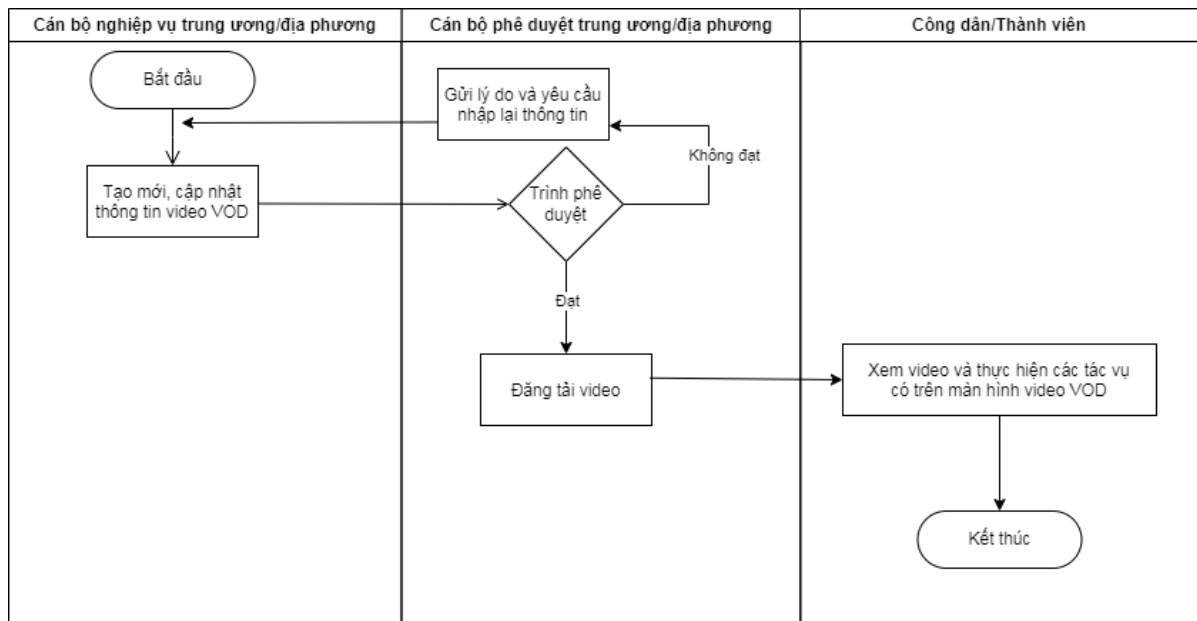 Cán bộ nghiệp vụ trung ương/địa phương
Cán bộ phê duyệt trung ương/địa phương
Công dân/Thành viên
Bắt đầu
Gửi lý do và yêu cầu
nhập lại thông tin
Không đạt
Tạo mới, cập nhật
thông tin video VOD
Trình phê
duyệt
Đạt
Đăng tải video
Xem video và thực hiện các tác vụ
có trên màn hình video VOD
Kết thúc